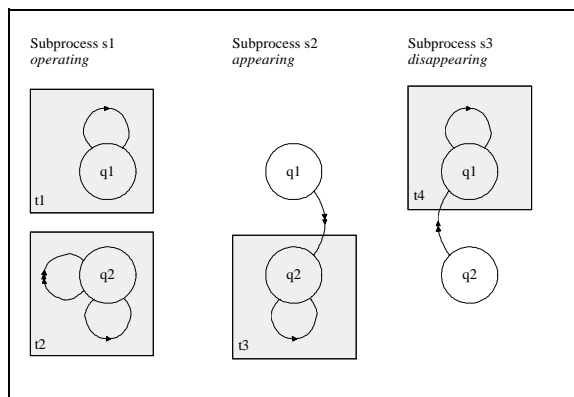 Subprocess s1
operating
Subprocess s2
appearing
Subprocess s3
disappearing
q1
t1
q2
t2
q1
q2
t3
q1
t4
q2